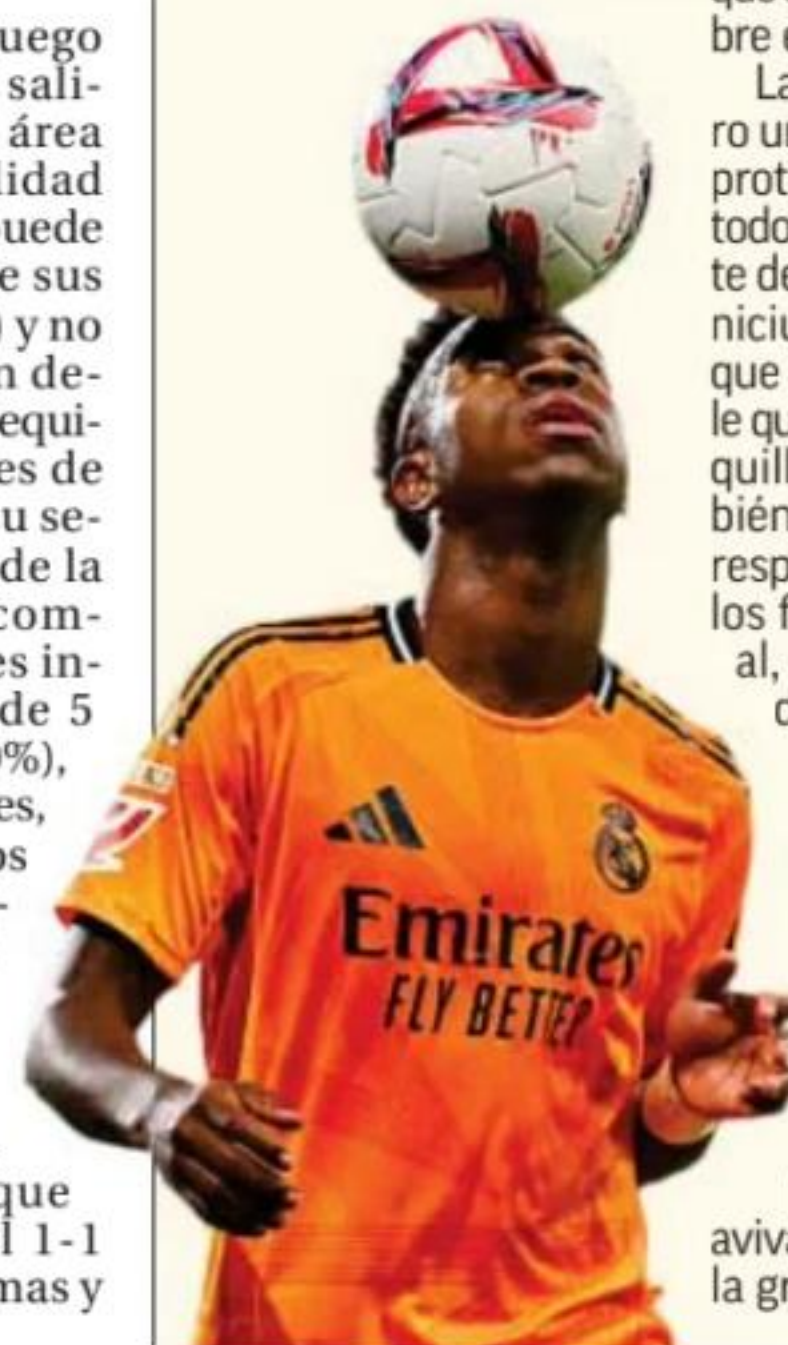 uego
sali-
área
lidad
puede
e sus
) y no
n de-
equi-
es de
u se-
de la
com-
es in-
de 5
%),
es,
os
-
que
l 1-1
mas y
Emirates
FLY BETTER
bre e
La
ro un
prot
todo
te de
niciu
que
le qu
quill
bién
resp
los f
al,
aviva
la gr